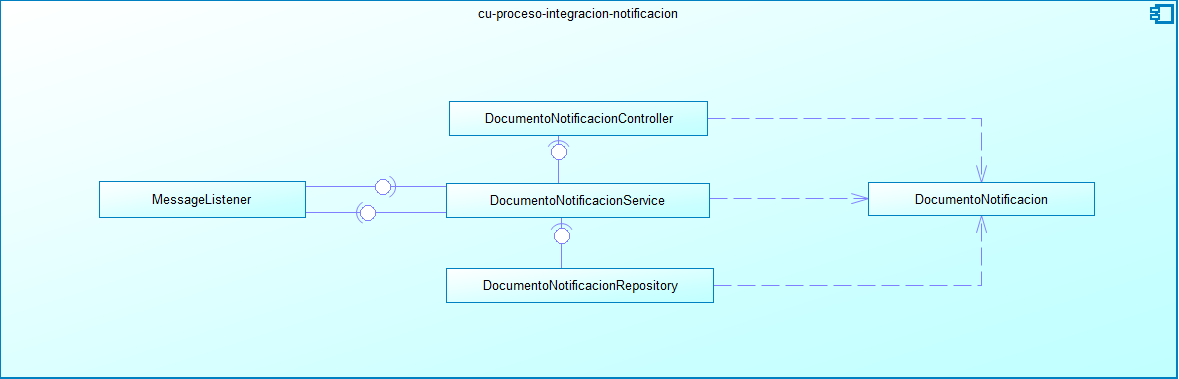 cu-proceso-integracion-notificacion
DocumentoNotificacionController
MessageListener
DocumentoNotificacionService
DocumentoNotificacion
DocumentoNotificacionRepository